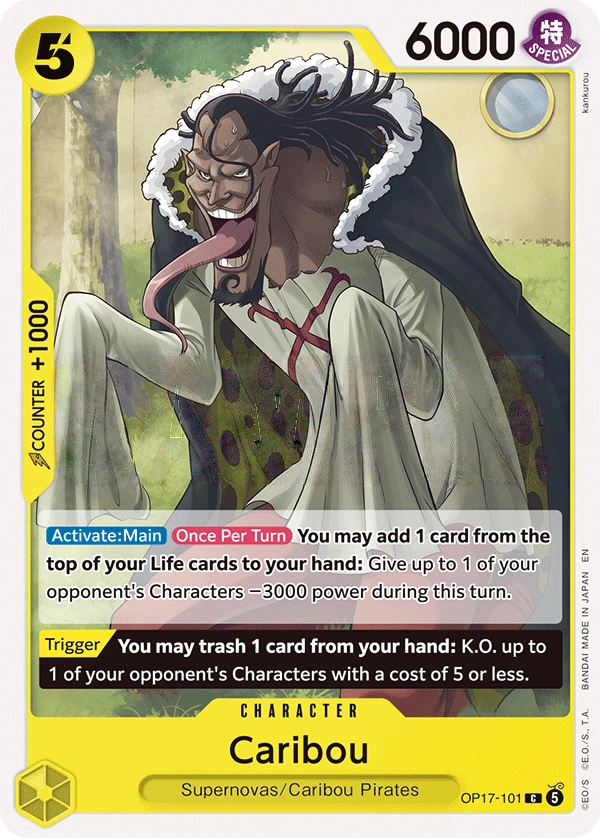 5
6000
特
SPECIAL
kankurou
COUNTER +1000
Activate:Main Once Per Turn You may add 1 card from the
top of your Life cards to your hand: Give up to 1 of your
opponent's Characters −3000 power during this turn.
Trigger You may trash 1 card from your hand: K.O. up to
1 of your opponent's Characters with a cost of 5 or less.
CHARACTER
Caribou
Supernovas/Caribou Pirates
OP17-101 C 5
©E.O/S ©E.O./S., T.A. BANDAI MADE IN JAPAN EN